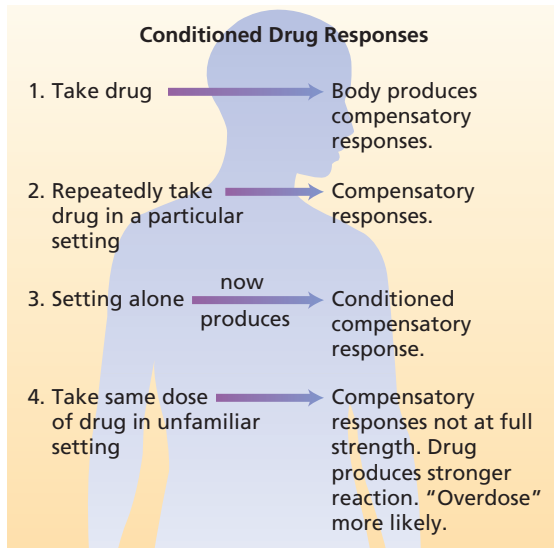 Conditioned Drug Responses
1. Take drug
Body produces
compensatory
responses.
2. Repeatedly take
drug in a particular
setting
Compensatory
responses.
3. Setting alone
now
produces
Conditioned
compensatory
response.
4. Take same dose
of drug in unfamiliar
setting
Compensatory
responses not at full
strength. Drug
produces stronger
reaction. “Overdose”
more likely.